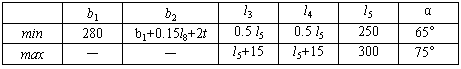 b1 b2 l3 l4 l5 α
min 280 b1+0.15l8+2t 0.5 l5 0.5 l5 250 65°
max — — l5+15 l5+15 300 75°